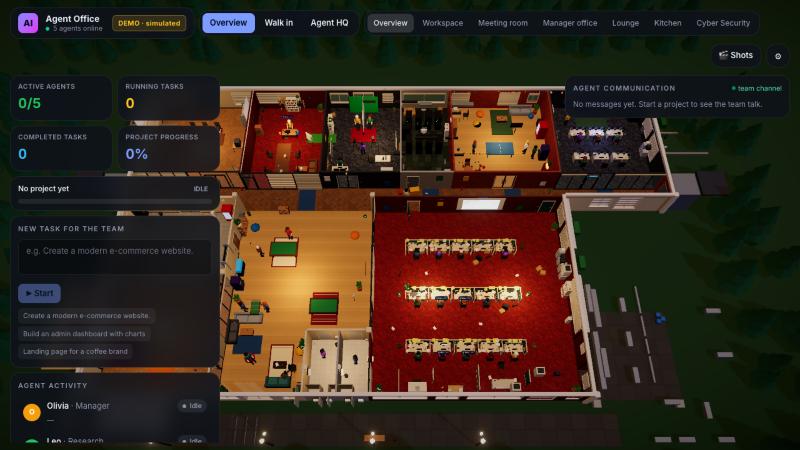 AI
Agent Office
5 agents online
DEMO · simulated
Overview
Walk in
Agent HQ
Overview
Workspace
Meeting room
Manager office
Lounge
Kitchen
Cyber Security
🎬 Shots
ACTIVE AGENTS
0/5
RUNNING TASKS
0
COMPLETED TASKS
0
PROJECT PROGRESS
0%
No project yet
IDLE
NEW TASK FOR THE TEAM
e.g. Create a modern e-commerce website.
▶ Start
Create a modern e-commerce website.
Build an admin dashboard with charts
Landing page for a coffee brand
AGENT ACTIVITY
O
Olivia · Manager
Idle
—
Leo · Research
Idle
AGENT COMMUNICATION
team channel
No messages yet. Start a project to see the team talk.